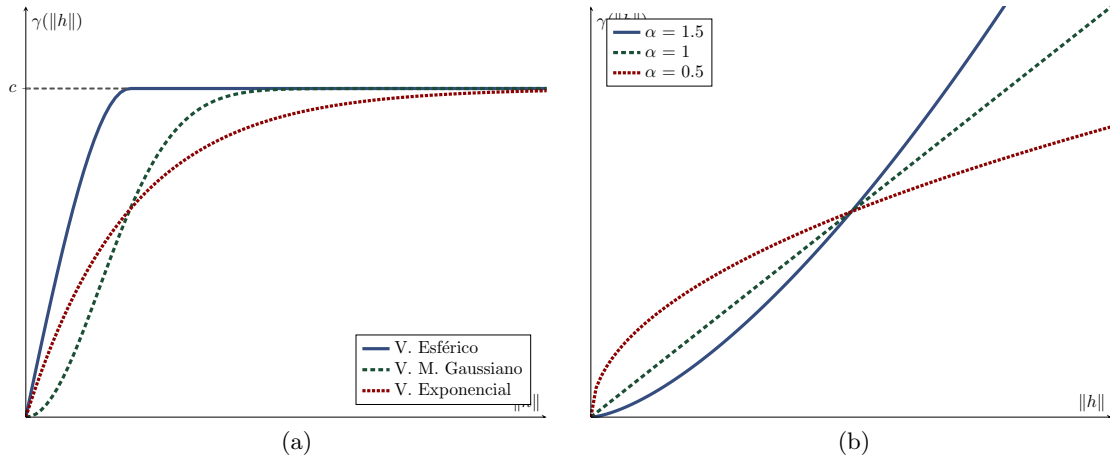 γ(∥h∥)
c
V. Esférico
V. M. Gaussiano
V. Exponencial
(a)
α = 1.5
α = 1
α = 0.5
∥h∥
(b)